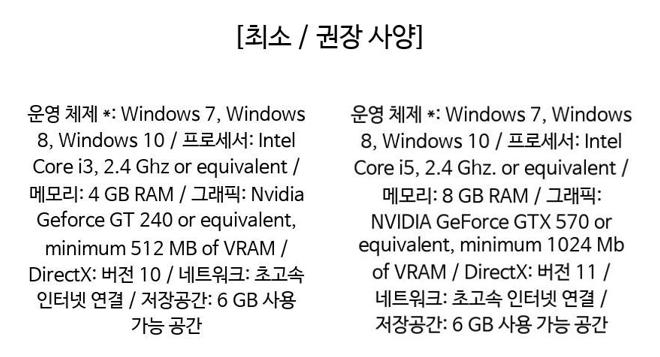 [최소 / 권장 사양]
운영 체제 *: Windows 7, Windows
8, Windows 10 / 프로세서: Intel
Core i3, 2.4 Ghz or equivalent /
메모리: 4 GB RAM / 그래픽: Nvidia
Geforce GT 240 or equivalent,
minimum 512 MB of VRAM /
DirectX: 버전 10 / 네트워크: 초고속
인터넷 연결 / 저장공간: 6 GB 사용
가능 공간
운영 체제 *: Windows 7, Windows
8, Windows 10 / 프로세서: Intel
Core i5, 2.4 Ghz. or equivalent /
메모리: 8 GB RAM / 그래픽:
NVIDIA GeForce GTX 570 or
equivalent, minimum 1024 Mb
of VRAM / DirectX: 버전 11 /
네트워크: 초고속 인터넷 연결 /
저장공간: 6 GB 사용 가능 공간